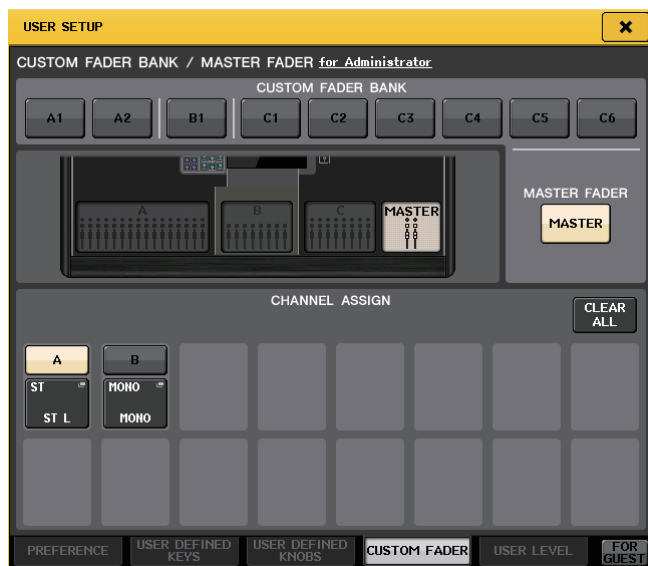 USER SETUP
CUSTOM FADER BANK / MASTER FADER for Administrator
CUSTOM FADER BANK
A1 A2 B1 C1 C2 C3 C4 C5 C6
A B C MASTER
MASTER FADER
MASTER
CHANNEL ASSIGN
CLEAR ALL
A B
ST MONO
ST L MONO
PREFERENCE USER DEFINED KEYS USER DEFINED KNOBS CUSTOM FADER USER LEVEL FOR GUEST